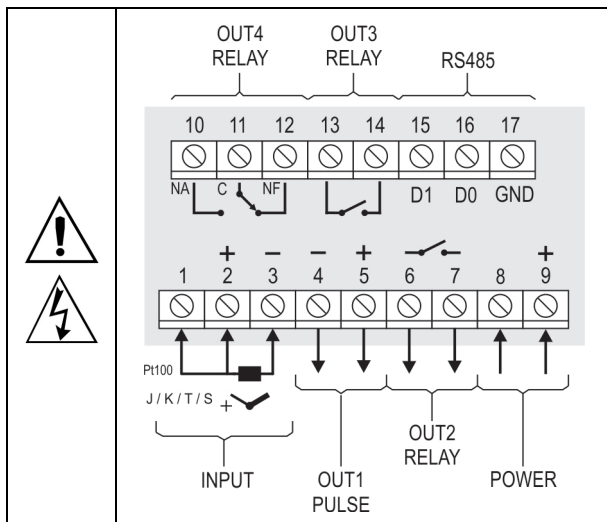 OUT4
RELAY
OUT3
RELAY
RS485
10 11 12 13 14 15 16 17
NA C NF D1 D0 GND
+ − − + +
1 2 3 4 5 6 7 8 9
Pt100
J / K / T / S +
INPUT
OUT1
PULSE
OUT2
RELAY
POWER